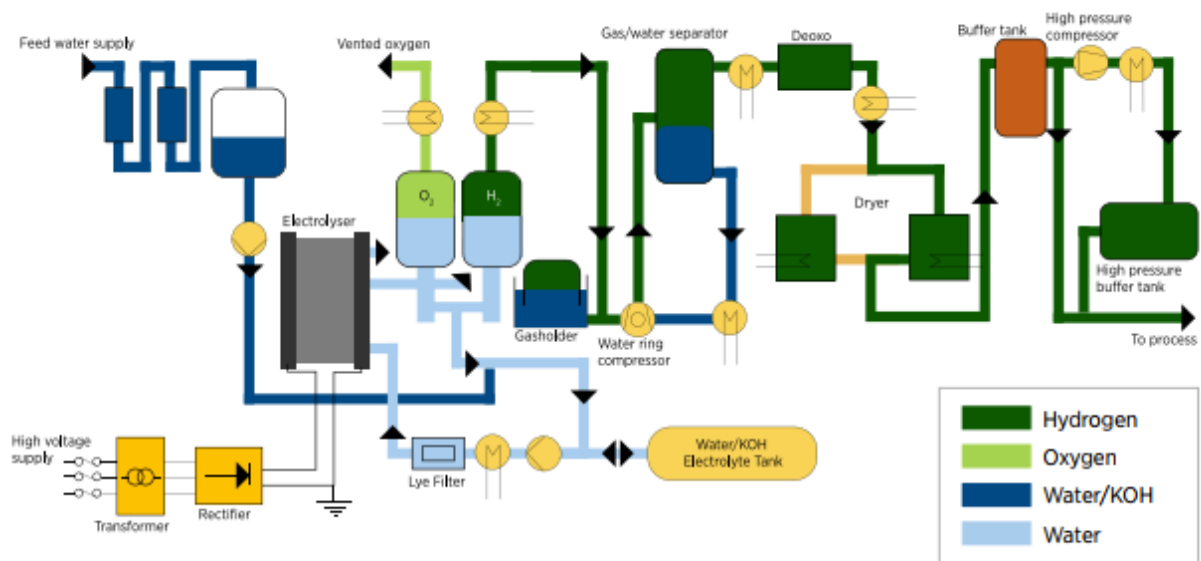 Feed water supply
Vented oxygen
Gas/water separator
Deoxo
Buffer tank
High pressure
compressor
O₂
H₂
Electrolyser
Dryer
Gasholder
Water ring
compressor
High pressure
buffer tank
To process
High voltage
supply
Transformer
Rectifier
Lye Filter
Water/KOH
Electrolyte Tank
M
M
M
M
Hydrogen
Oxygen
Water/KOH
Water